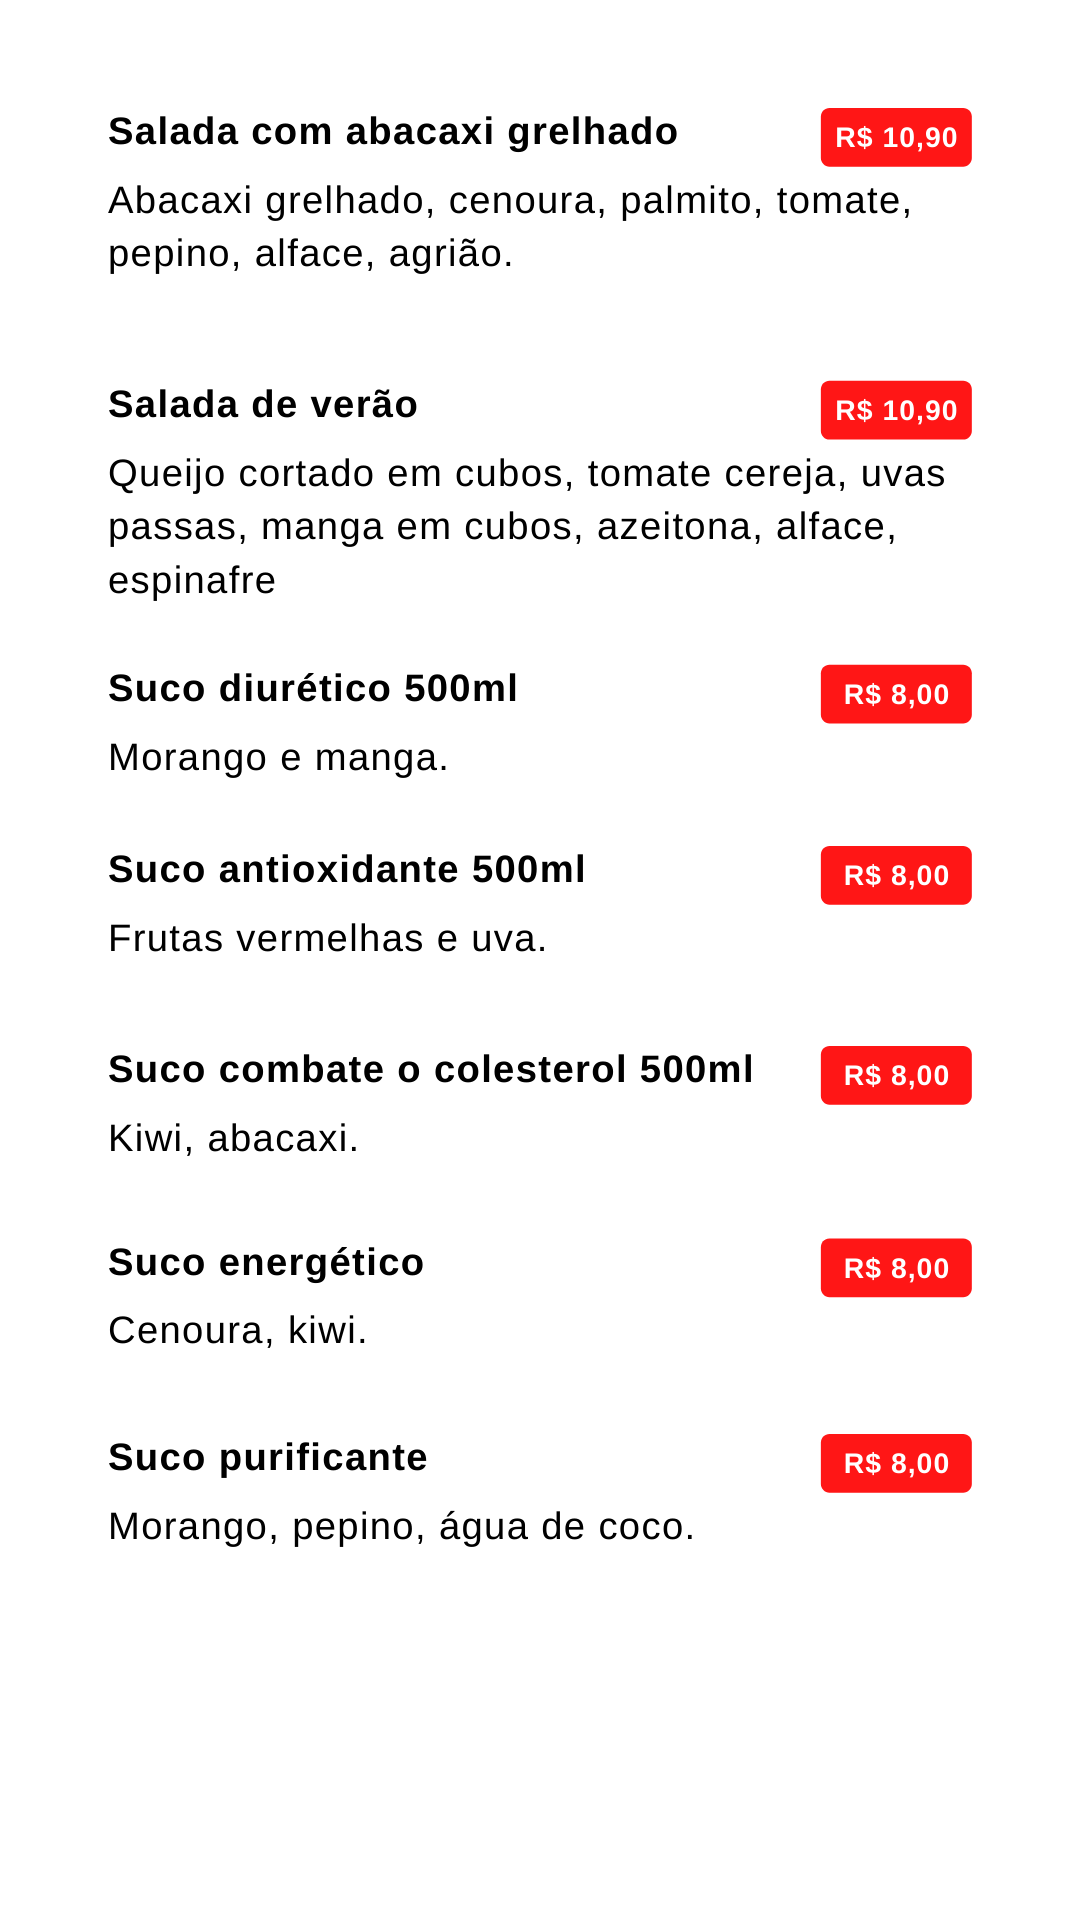 Salada com abacaxi grelhado R$ 10,90
Abacaxi grelhado, cenoura, palmito, tomate,
pepino, alface, agrião.
Salada de verão R$ 10,90
Queijo cortado em cubos, tomate cereja, uvas
passas, manga em cubos, azeitona, alface,
espinafre
Suco diurético 500ml R$ 8,00
Morango e manga.
Suco antioxidante 500ml R$ 8,00
Frutas vermelhas e uva.
Suco combate o colesterol 500ml R$ 8,00
Kiwi, abacaxi.
Suco energético R$ 8,00
Cenoura, kiwi.
Suco purificante R$ 8,00
Morango, pepino, água de coco.